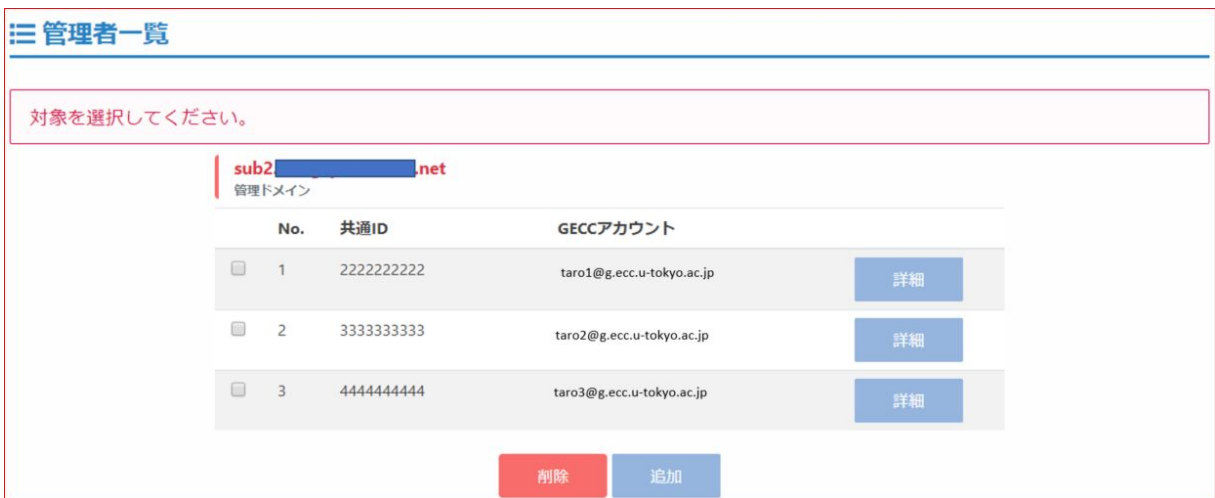 管理者一覧
対象を選択してください。
sub2. .net
管理ドメイン
No. 共通ID GECCアカウント
1 2222222222 taro1@g.ecc.u-tokyo.ac.jp 詳細
2 3333333333 taro2@g.ecc.u-tokyo.ac.jp 詳細
3 4444444444 taro3@g.ecc.u-tokyo.ac.jp 詳細
削除 追加